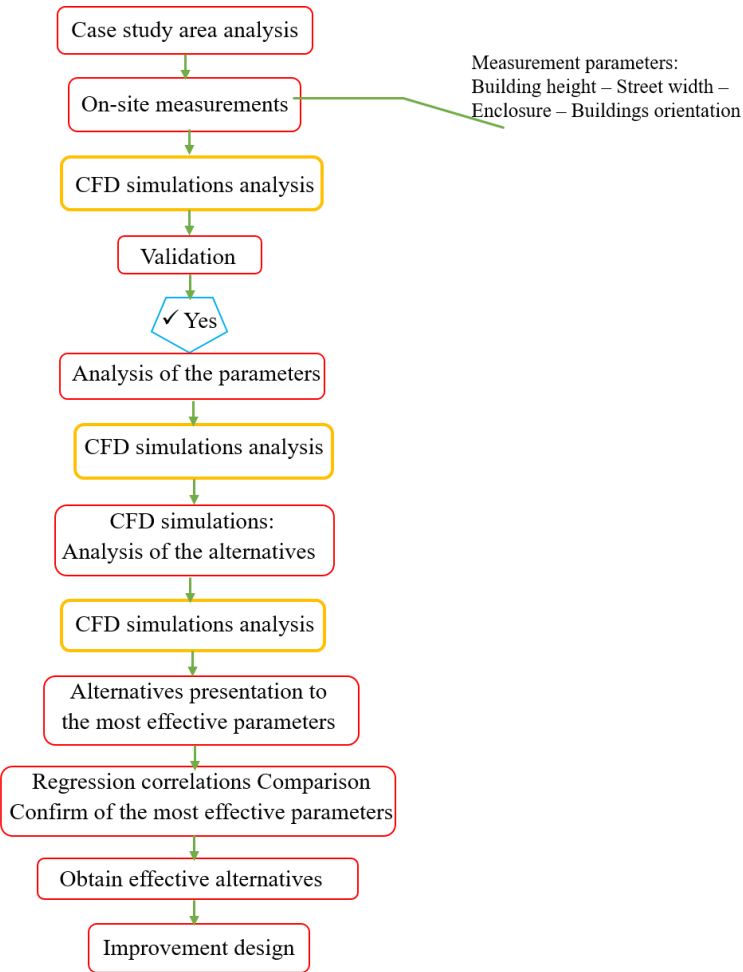 Case study area analysis
On-site measurements
Measurement parameters:
Building height – Street width –
Enclosure – Buildings orientation
CFD simulations analysis
Validation
✓ Yes
Analysis of the parameters
CFD simulations analysis
CFD simulations:
Analysis of the alternatives
CFD simulations analysis
Alternatives presentation to
the most effective parameters
Regression correlations Comparison
Confirm of the most effective parameters
Obtain effective alternatives
Improvement design